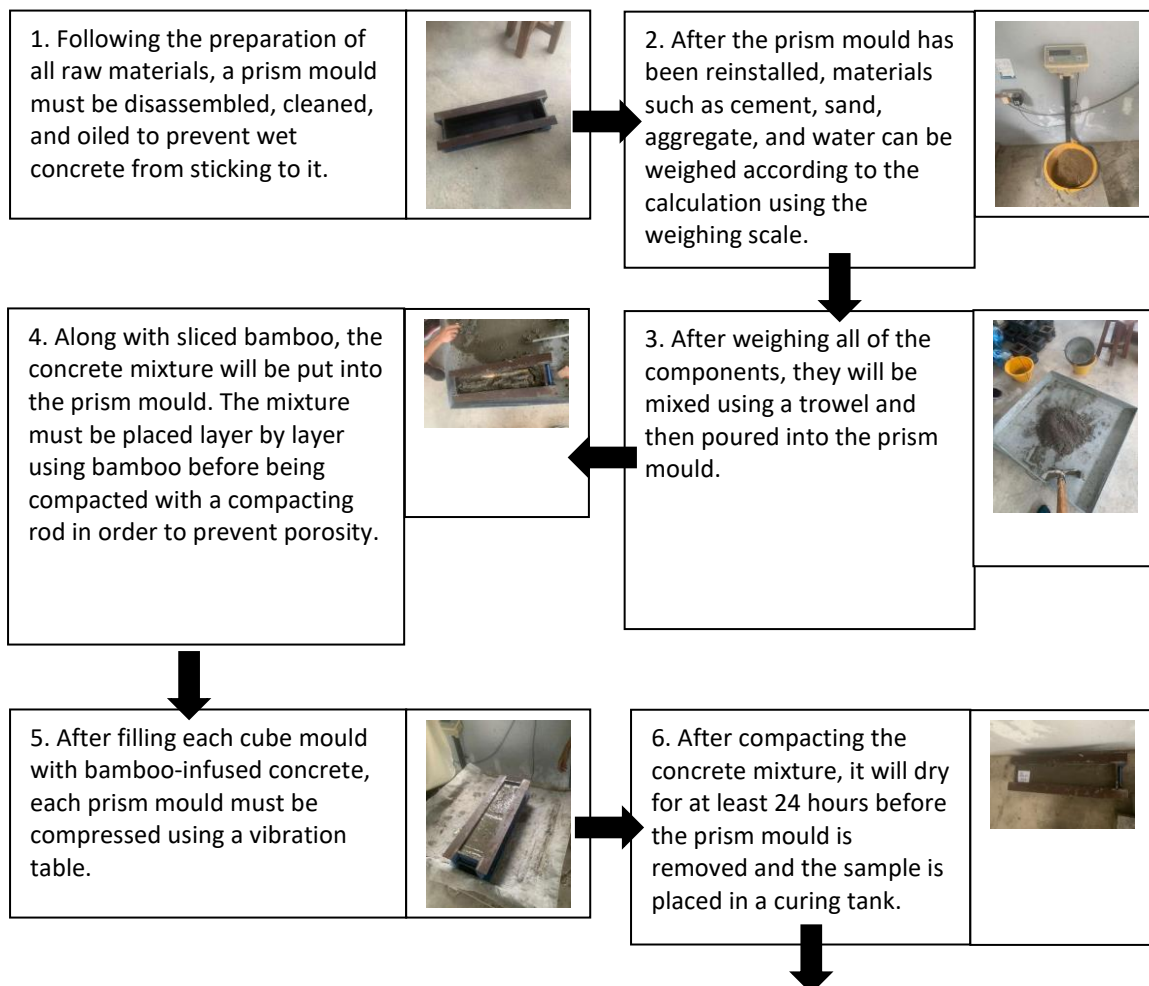 1. Following the preparation of
all raw materials, a prism mould
must be disassembled, cleaned,
and oiled to prevent wet
concrete from sticking to it.
2. After the prism mould has
been reinstalled, materials
such as cement, sand,
aggregate, and water can be
weighed according to the
calculation using the
weighing scale.
3. After weighing all of the
components, they will be
mixed using a trowel and
then poured into the prism
mould.
4. Along with sliced bamboo, the
concrete mixture will be put into
the prism mould. The mixture
must be placed layer by layer
using bamboo before being
compacted with a compacting
rod in order to prevent porosity.
5. After filling each cube mould
with bamboo-infused concrete,
each prism mould must be
compressed using a vibration
table.
6. After compacting the
concrete mixture, it will dry
for at least 24 hours before
the prism mould is
removed and the sample is
placed in a curing tank.